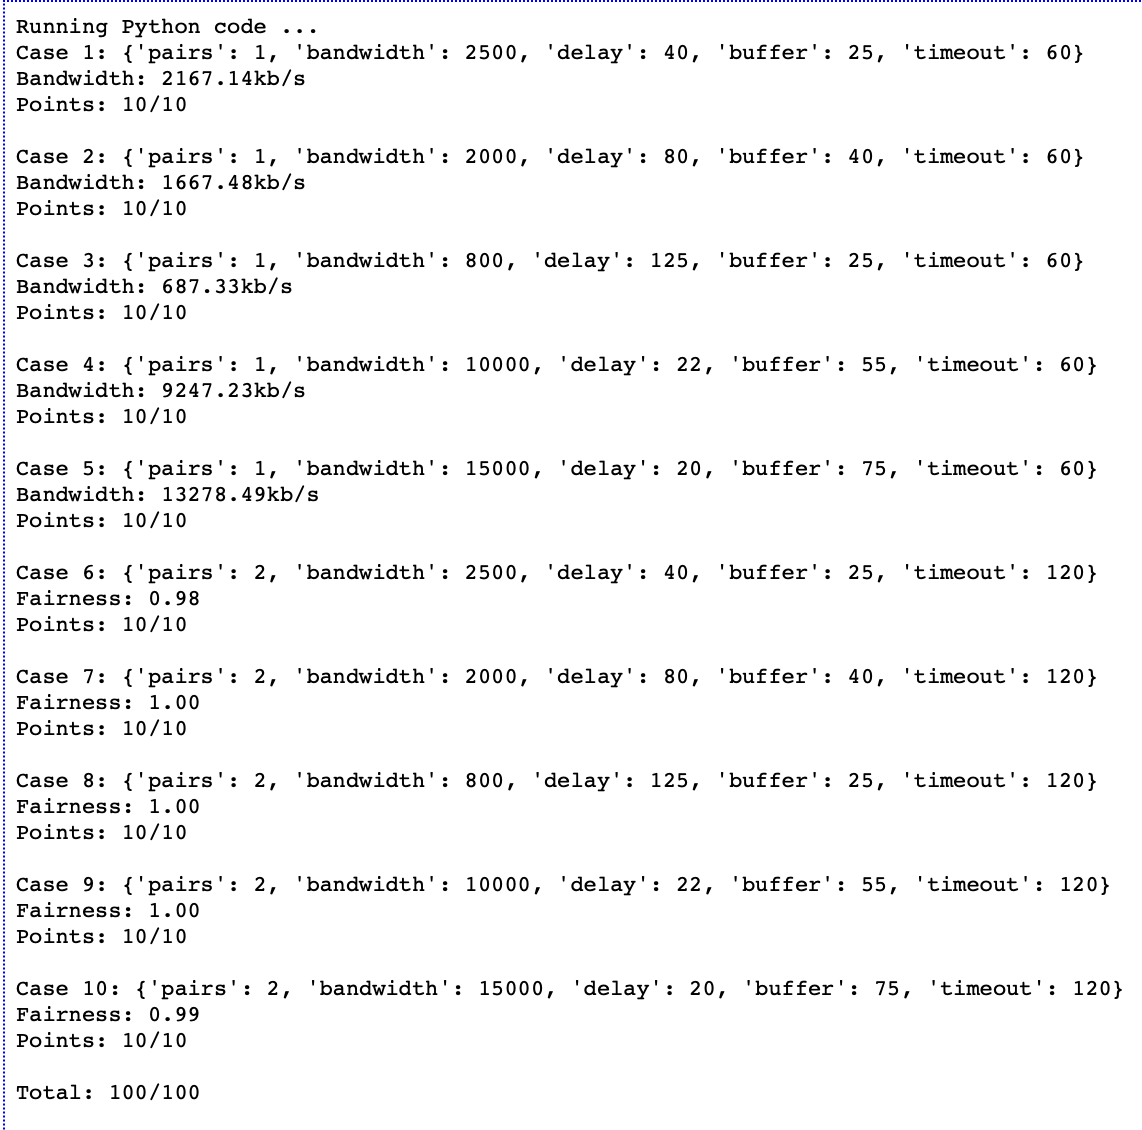 Running Python code ...
Case 1: {'pairs': 1, 'bandwidth': 2500, 'delay': 40, 'buffer': 25, 'timeout': 60}
Bandwidth: 2167.14kb/s
Points: 10/10
Case 2: {'pairs': 1, 'bandwidth': 2000, 'delay': 80, 'buffer': 40, 'timeout': 60}
Bandwidth: 1667.48kb/s
Points: 10/10
Case 3: {'pairs': 1, 'bandwidth': 800, 'delay': 125, 'buffer': 25, 'timeout': 60}
Bandwidth: 687.33kb/s
Points: 10/10
Case 4: {'pairs': 1, 'bandwidth': 10000, 'delay': 22, 'buffer': 55, 'timeout': 60}
Bandwidth: 9247.23kb/s
Points: 10/10
Case 5: {'pairs': 1, 'bandwidth': 15000, 'delay': 20, 'buffer': 75, 'timeout': 60}
Bandwidth: 13278.49kb/s
Points: 10/10
Case 6: {'pairs': 2, 'bandwidth': 2500, 'delay': 40, 'buffer': 25, 'timeout': 120}
Fairness: 0.98
Points: 10/10
Case 7: {'pairs': 2, 'bandwidth': 2000, 'delay': 80, 'buffer': 40, 'timeout': 120}
Fairness: 1.00
Points: 10/10
Case 8: {'pairs': 2, 'bandwidth': 800, 'delay': 125, 'buffer': 25, 'timeout': 120}
Fairness: 1.00
Points: 10/10
Case 9: {'pairs': 2, 'bandwidth': 10000, 'delay': 22, 'buffer': 55, 'timeout': 120}
Fairness: 1.00
Points: 10/10
Case 10: {'pairs': 2, 'bandwidth': 15000, 'delay': 20, 'buffer': 75, 'timeout': 120}
Fairness: 0.99
Points: 10/10
Total: 100/100